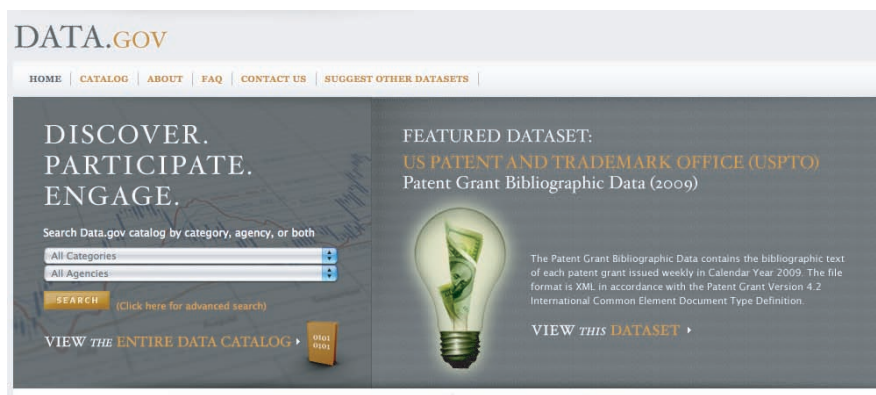 DATA.GOV
HOME | CATALOG | ABOUT | FAQ | CONTACT US | SUGGEST OTHER DATASETS |
DISCOVER.
PARTICIPATE.
ENGAGE.
Search Data.gov catalog by category, agency, or both
All Categories
All Agencies
SEARCH (Click here for advanced search)
VIEW THE ENTIRE DATA CATALOG
0101
0101
FEATURED DATASET:
US PATENT AND TRADEMARK OFFICE (USPTO)
Patent Grant Bibliographic Data (2009)
The Patent Grant Bibliographic Data contains the bibliographic text
of each patent grant issued weekly in Calendar Year 2009. The file
format is XML in accordance with the Patent Grant Version 4.2
International Common Element Document Type Definition.
VIEW THIS DATASET